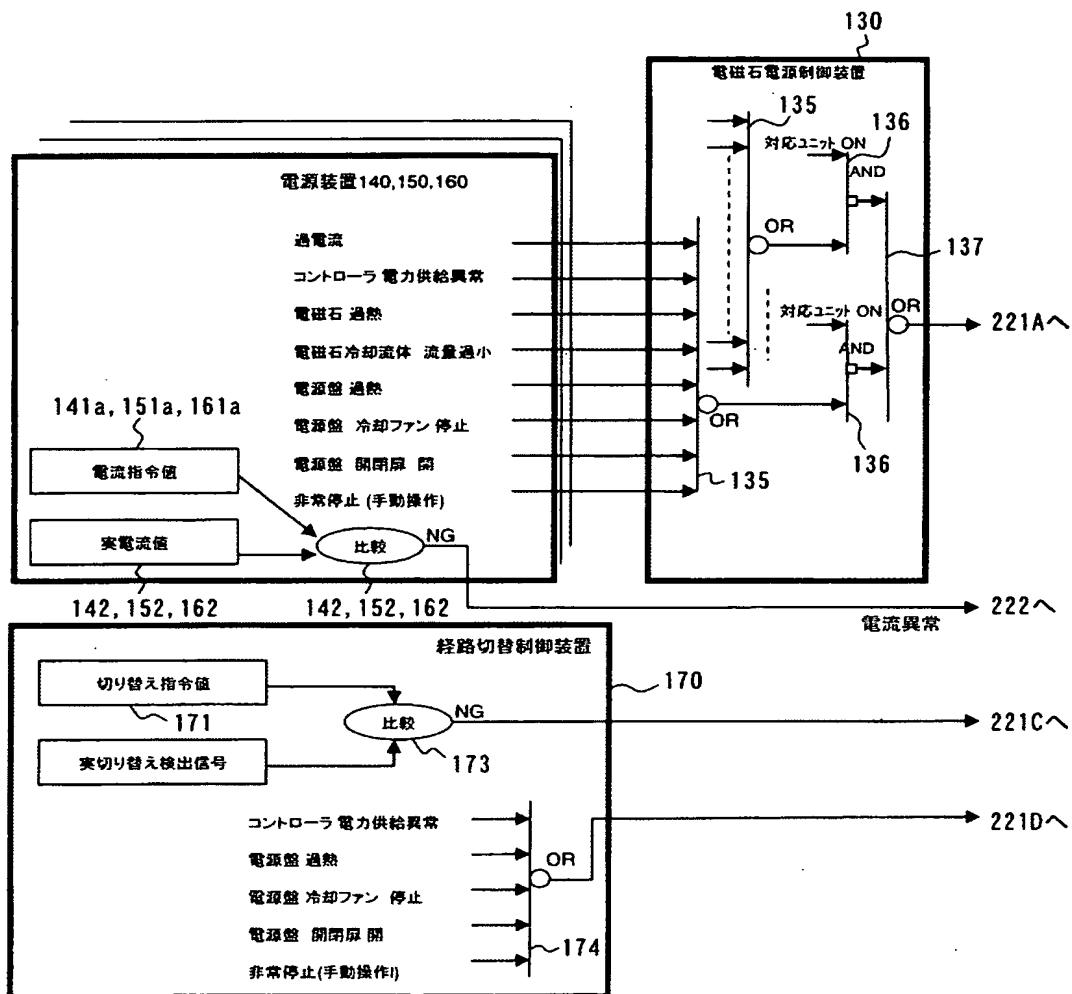 130
電磁石電源制御装置
135
対応ユニット ON
136
AND
OR
137
対応ユニット ON
OR
221Aへ
AND
136
OR
135
電源装置140,150,160
過電流
コントローラ 電力供給異常
電磁石 過熱
電磁石冷却流体 流量過小
電源盤 過熱
電源盤 冷却ファン 停止
電源盤 開閉扉 開
非常停止 (手動操作)
141a, 151a, 161a
電流指令値
実電流値
比較
NG
142, 152, 162
142, 152, 162
222へ
電流異常
経路切替制御装置
170
切り替え指令値
171
比較
NG
173
221Cへ
実切り替え検出信号
コントローラ 電力供給異常
電源盤 過熱
電源盤 冷却ファン 停止
電源盤 開閉扉 開
非常停止(手動操作l)
OR
174
221Dへ